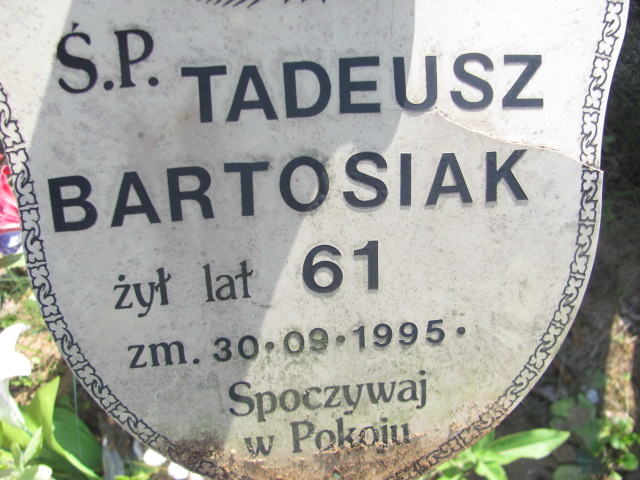 Ś.P. TADEUSZ
BARTOSIAK
żył lat 61
zm. 30•09•1995•
Spoczywaj
w Pokoju